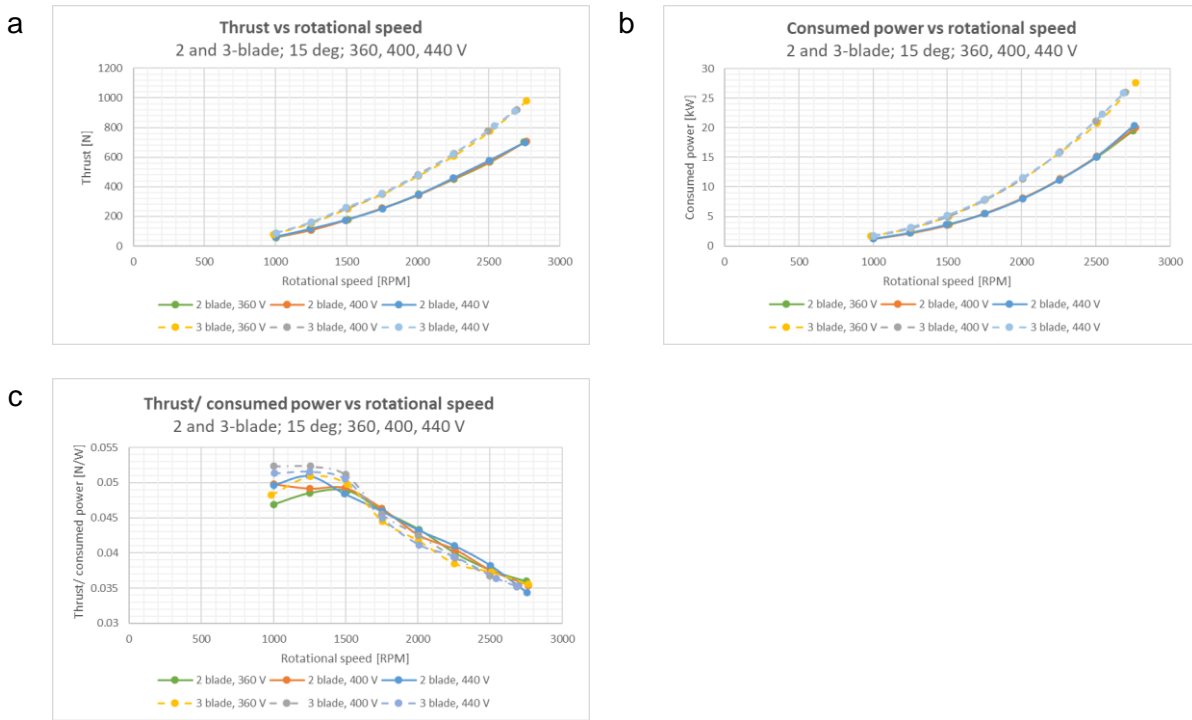 a
Thrust vs rotational speed
2 and 3-blade; 15 deg; 360, 400, 440 V
Thrust [N]
1200
1000
800
600
400
200
0
0 500 1000 1500 2000 2500 3000
Rotational speed [RPM]
2 blade, 360 V 2 blade, 400 V 2 blade, 440 V
3 blade, 360 V 3 blade, 400 V 3 blade, 440 V
b
Consumed power vs rotational speed
2 and 3-blade; 15 deg; 360, 400, 440 V
Consumed power [kW]
30
25
20
15
10
5
0
0 500 1000 1500 2000 2500 3000
Rotational speed [RPM]
2 blade, 360 V 2 blade, 400 V 2 blade, 440 V
3 blade, 360 V 3 blade, 400 V 3 blade, 440 V
c
Thrust/ consumed power vs rotational speed
2 and 3-blade; 15 deg; 360, 400, 440 V
Thrust/ consumed power [N/W]
0.055
0.05
0.045
0.04
0.035
0.03
0 500 1000 1500 2000 2500 3000
Rotational speed [RPM]
2 blade, 360 V 2 blade, 400 V 2 blade, 440 V
3 blade, 360 V 3 blade, 400 V 3 blade, 440 V